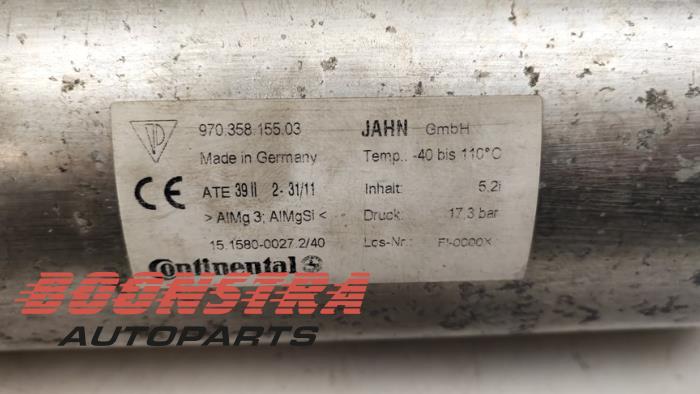 970.358.155.03
Made in Germany
CE ATE 39 II 2- 31/11
> AlMg 3; AlMgSi <
15.1580-0027.2/40
Continental
JAHN GmbH
Temp.: -40 bis 110°C
Inhalt: 5.2l
Druck: 17,3 bar
Los-Nr.:
BOONSTRA
AUTOPARTS